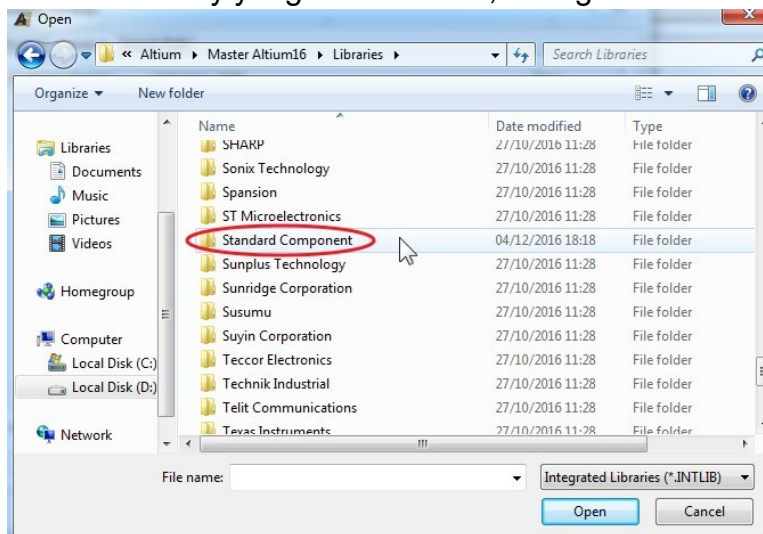 Open
« Altium ▸ Master Altium16 ▸ Libraries ▸ Search Libraries
Organize ▾ New folder
Name Date modified Type
Libraries
Documents
Music
Pictures
Videos
Homegroup
Computer
Local Disk (C:)
Local Disk (D:)
Network
SHARP 27/10/2016 11:28 File folder
Sonix Technology 27/10/2016 11:28 File folder
Spansion 27/10/2016 11:28 File folder
ST Microelectronics 27/10/2016 11:28 File folder
Standard Component 04/12/2016 18:18 File folder
Sunplus Technology 27/10/2016 11:28 File folder
Sunridge Corporation 27/10/2016 11:28 File folder
Susumu 27/10/2016 11:28 File folder
Suyin Corporation 27/10/2016 11:28 File folder
Teccor Electronics 27/10/2016 11:28 File folder
Technik Industrial 27/10/2016 11:28 File folder
Telit Communications 27/10/2016 11:28 File folder
Texas Instruments 27/10/2016 11:28 File folder
File name: Integrated Libraries (*.INTLIB)
Open Cancel